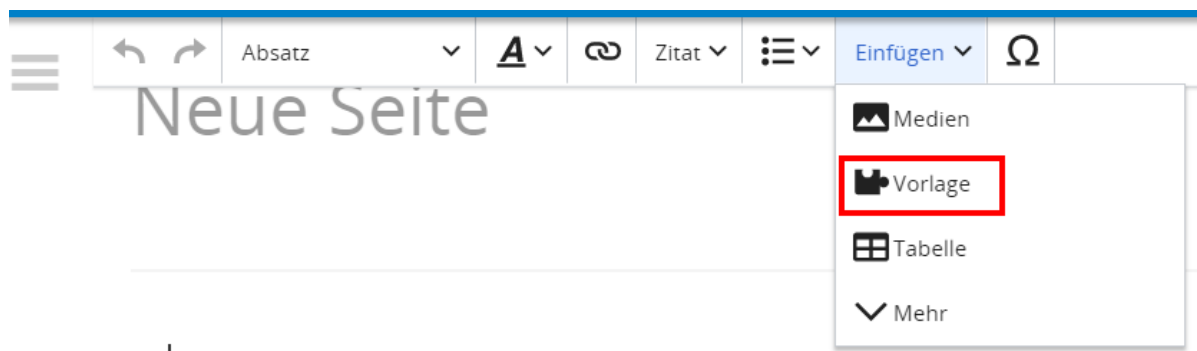 Absatz A Zitat Einfügen Ω
Neue Seite
Medien
Vorlage
Tabelle
Mehr